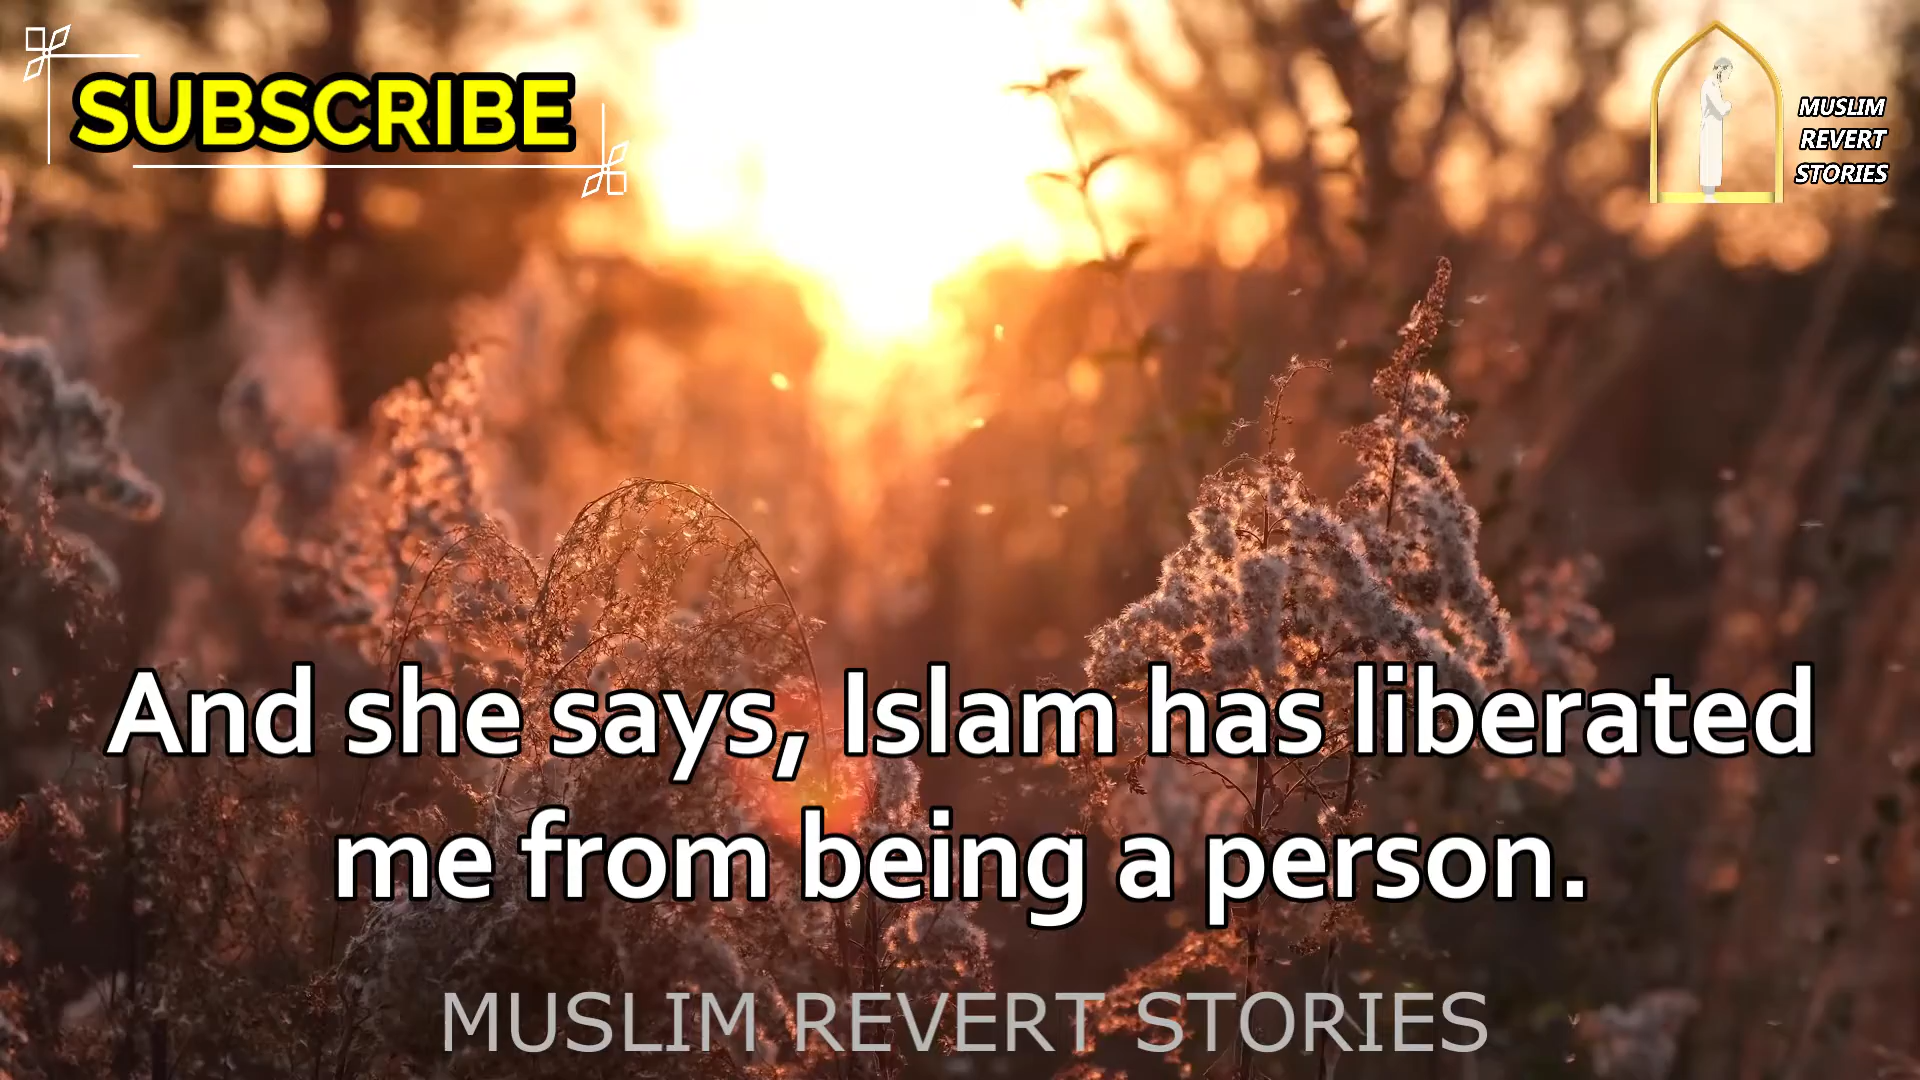 SUBSCRIBE
MUSLIM
REVERT
STORIES
And she says, Islam has liberated
me from being a person.
MUSLIM REVERT STORIES